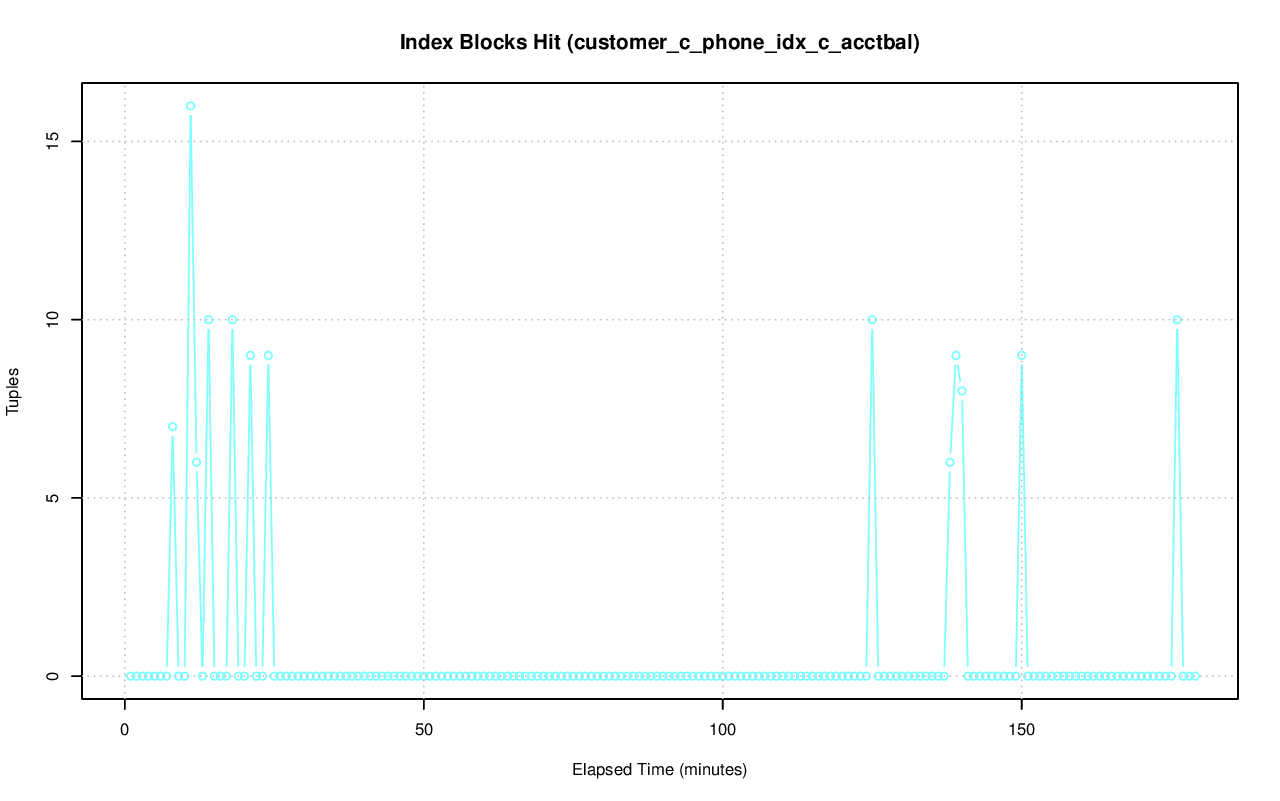 Index Blocks Hit (customer_c_phone_idx_c_acctbal)
15
10
5
0
Tuples
0 50 100 150
Elapsed Time (minutes)